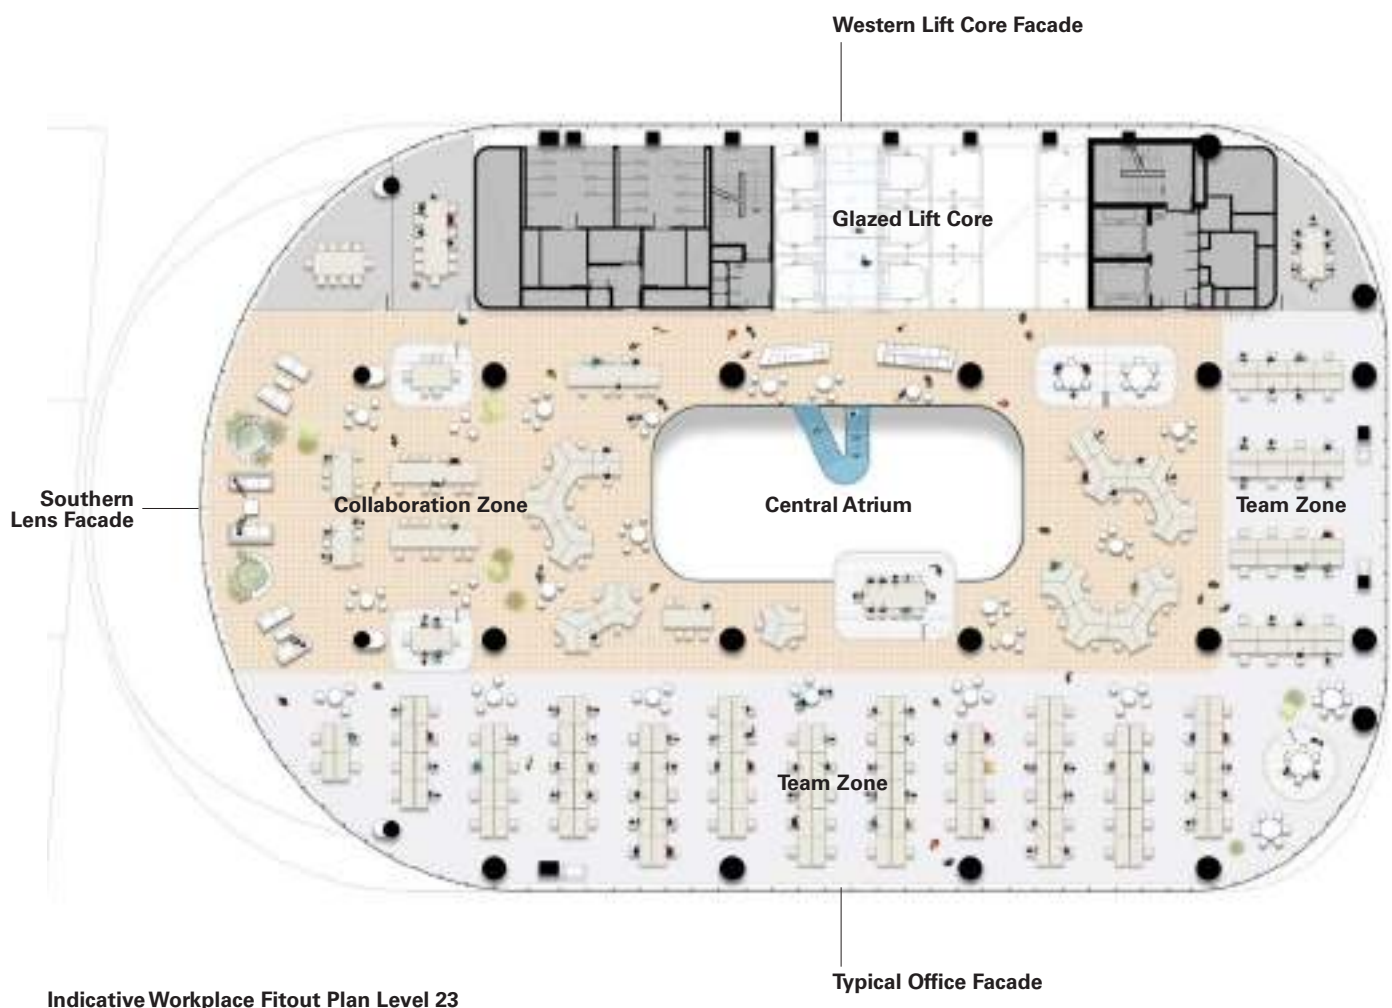 Western Lift Core Facade
Glazed Lift Core
Southern
Lens Facade
Collaboration Zone
Central Atrium
Team Zone
Team Zone
Typical Office Facade
Indicative Workplace Fitout Plan Level 23